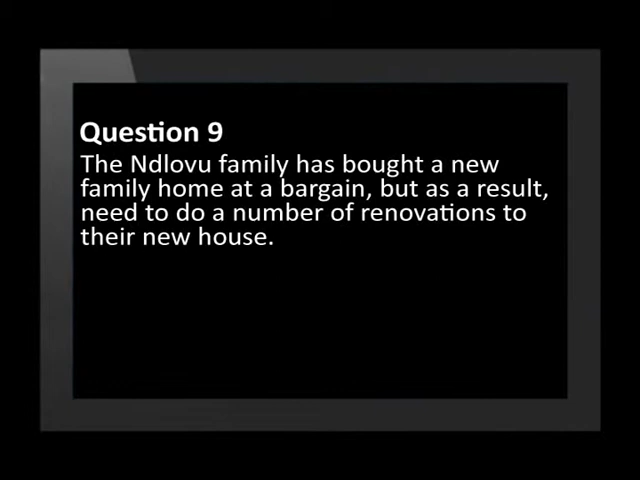 Question 9
The Ndlovu family has bought a new
family home at a bargain, but as a result,
need to do a number of renovations to
their new house.